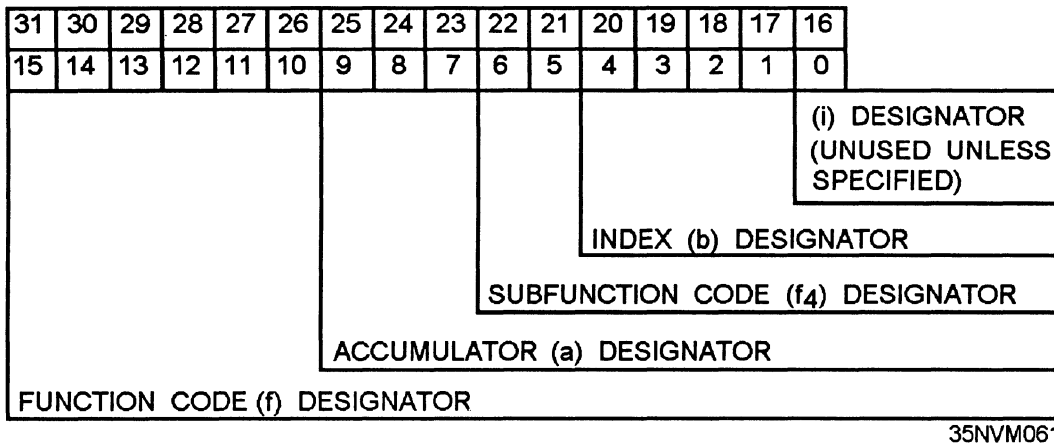 31 30 29 28 27 26 25 24 23 22 21 20 19 18 17 16
15 14 13 12 11 10 9 8 7 6 5 4 3 2 1 0
(i) DESIGNATOR
(UNUSED UNLESS
SPECIFIED)
INDEX (b) DESIGNATOR
SUBFUNCTION CODE (f4) DESIGNATOR
ACCUMULATOR (a) DESIGNATOR
FUNCTION CODE (f) DESIGNATOR
35NVM061